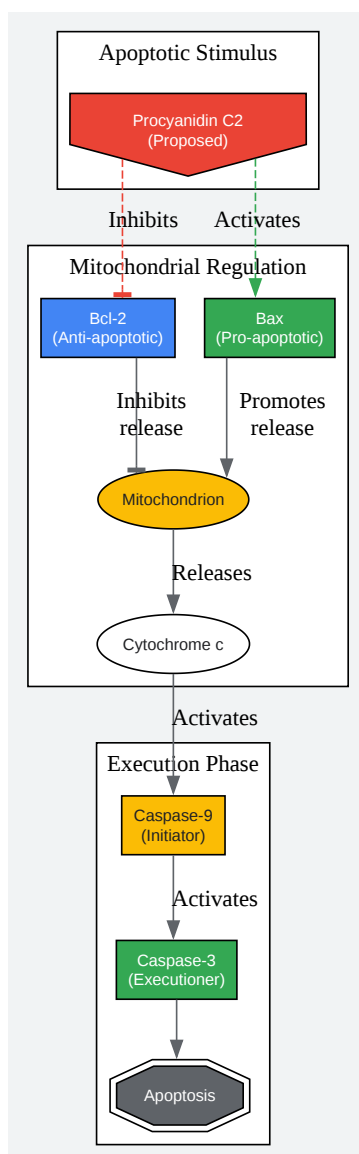 Apoptotic Stimulus
Procyanidin C2
(Proposed)
Inhibits
Activates
Mitochondrial Regulation
Bcl-2
(Anti-apoptotic)
Bax
(Pro-apoptotic)
Inhibits
release
Promotes
release
Mitochondrion
Releases
Cytochrome c
Activates
Execution Phase
Caspase-9
(Initiator)
Activates
Caspase-3
(Executioner)
Apoptosis